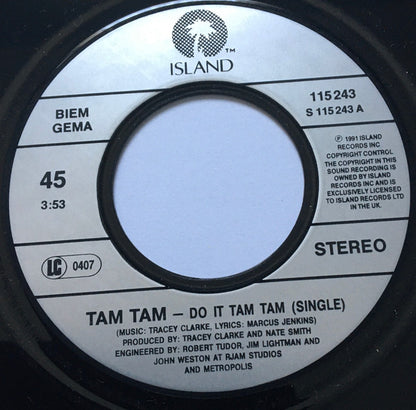 ISLAND TM
BIEM
GEMA
115 243
S 115 243 A
45
3:53
℗ 1991 ISLAND
RECORDS INC
COPYRIGHT CONTROL
THE COPYRIGHT IN THIS
SOUND RECORDING IS
OWNED BY ISLAND
RECORDS INC AND IS
EXCLUSIVELY LICENSED
TO ISLAND RECORDS LTD
IN THE UK.
STEREO
LC 0407
TAM TAM – DO IT TAM TAM (SINGLE)
(MUSIC: TRACEY CLARKE, LYRICS: MARCUS JENKINS)
PRODUCED BY: TRACEY CLARKE AND NATE SMITH
ENGINEERED BY: ROBERT TUDOR, JIM LIGHTMAN AND
JOHN WESTON AT RJAM STUDIOS
AND METROPOLIS